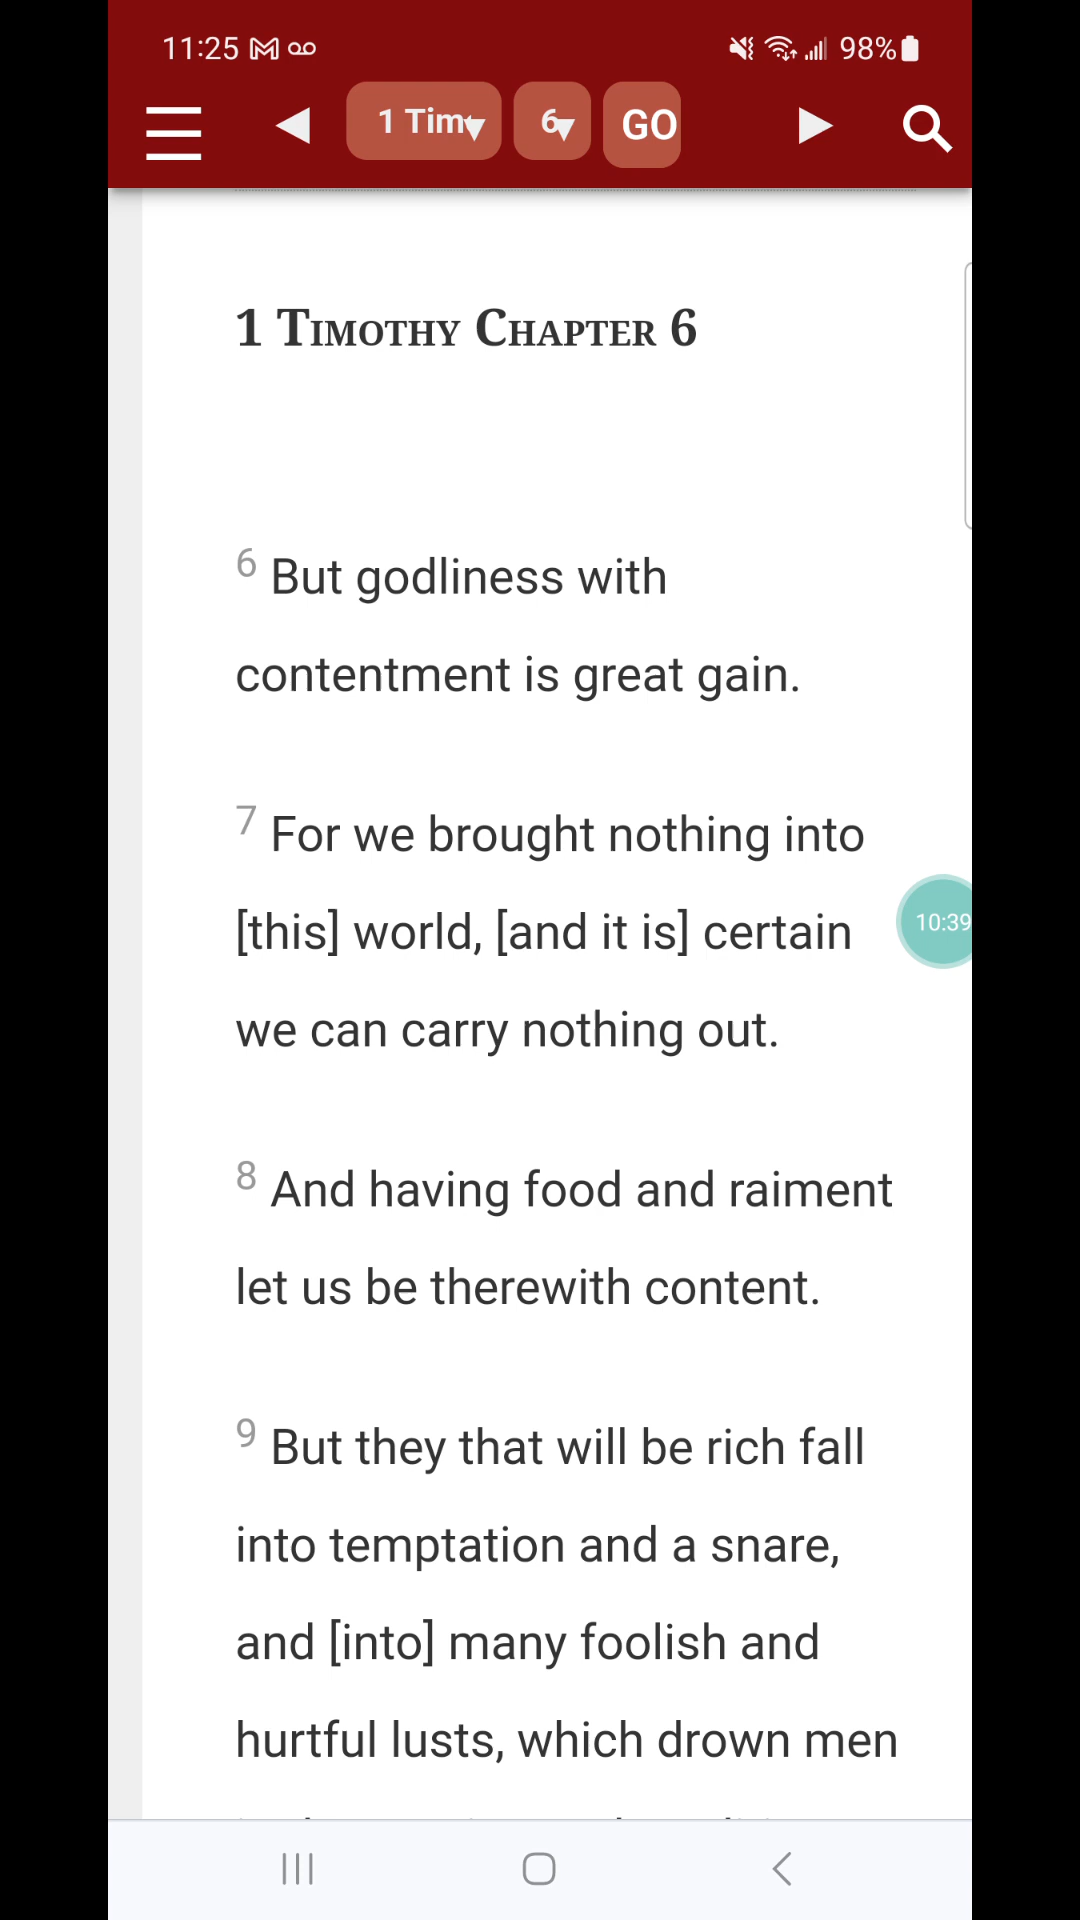 11:25 98%
1 Tim 6 GO
1 Timothy Chapter 6
6 But godliness with
contentment is great gain.
7 For we brought nothing into
[this] world, [and it is] certain
10:39
we can carry nothing out.
8 And having food and raiment
let us be therewith content.
9 But they that will be rich fall
into temptation and a snare,
and [into] many foolish and
hurtful lusts, which drown men